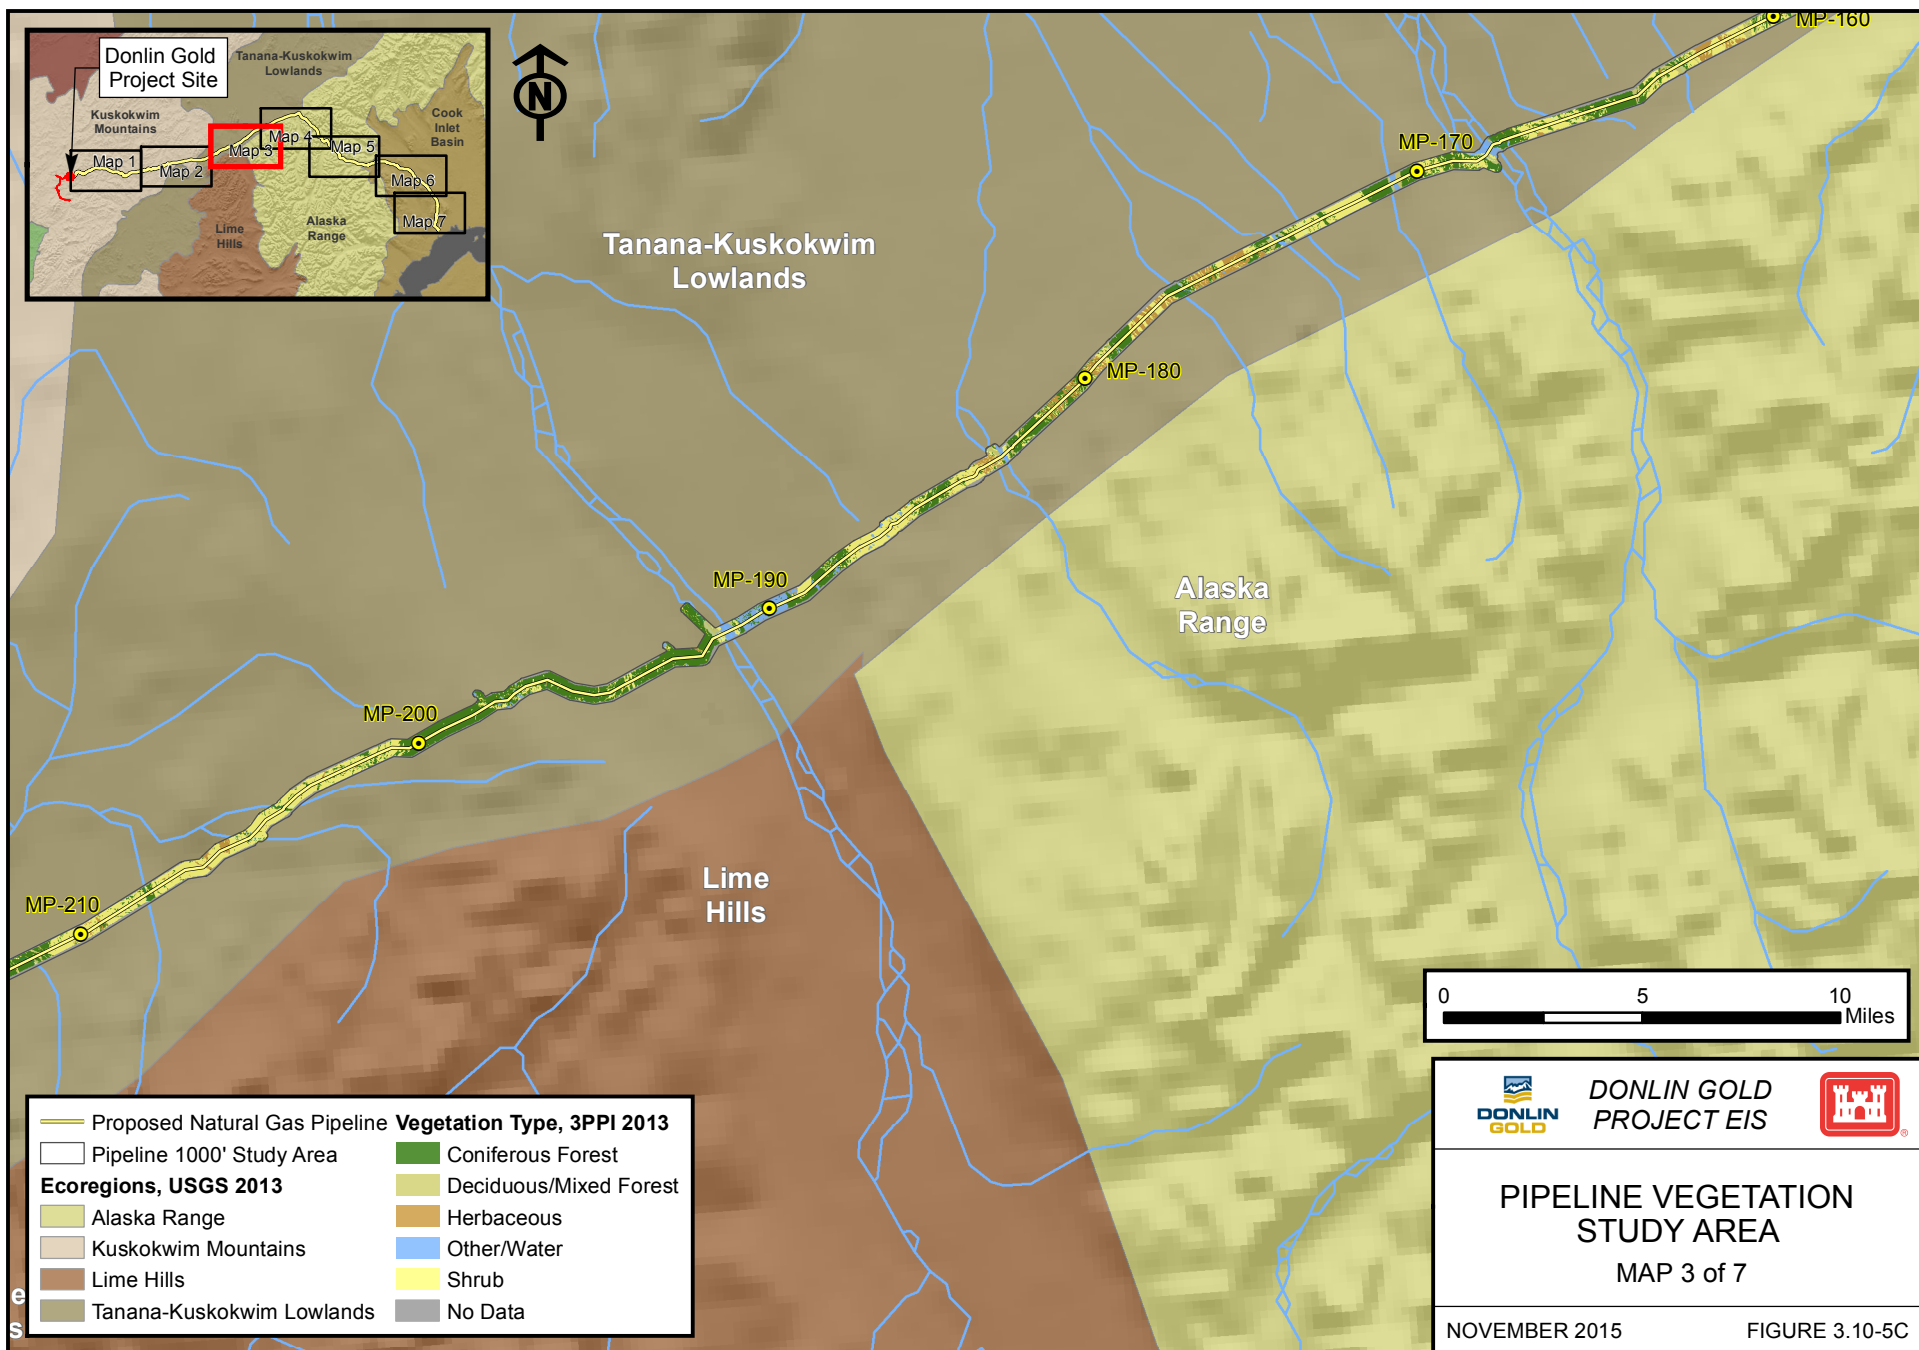 Donlin Gold
Project Site
Tanana-Kuskokwim
Lowlands
Kuskokwim
Mountains
Cook
Inlet
Basin
Map 1
Map 2
Map 3
Map 4
Map 5
Map 6
Map 7
Lime
Hills
Alaska
Range
N
MP-160
MP-170
Tanana-Kuskokwim
Lowlands
MP-180
MP-190
Alaska
Range
MP-200
Lime
Hills
MP-210
0 5 10
Miles
Proposed Natural Gas Pipeline
Pipeline 1000' Study Area
Ecoregions, USGS 2013
Alaska Range
Kuskokwim Mountains
Lime Hills
Tanana-Kuskokwim Lowlands
Vegetation Type, 3PPI 2013
Coniferous Forest
Deciduous/Mixed Forest
Herbaceous
Other/Water
Shrub
No Data
e
s
DONLIN
GOLD
DONLIN GOLD
PROJECT EIS
®
PIPELINE VEGETATION
STUDY AREA
MAP 3 of 7
NOVEMBER 2015
FIGURE 3.10-5C